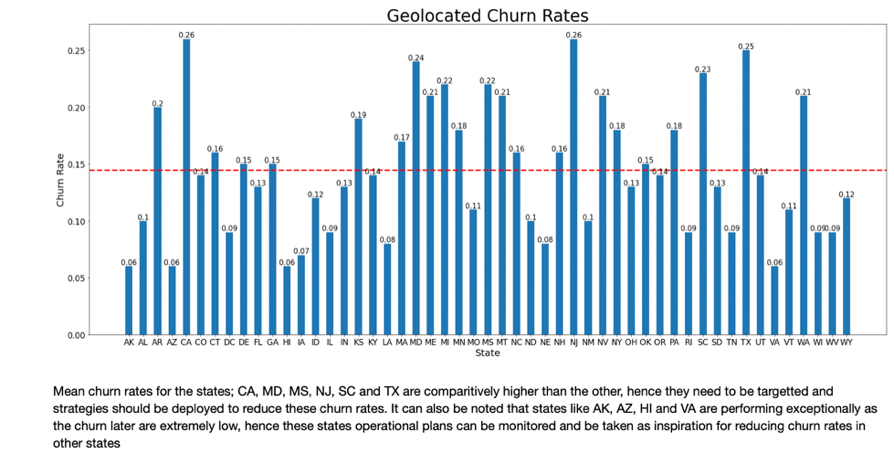 Geolocated Churn Rates
Churn Rate
0.25
0.20
0.15
0.10
0.05
0.00
0.06 0.1 0.2 0.06 0.26 0.14 0.16 0.09 0.15 0.13 0.15 0.06 0.07 0.12 0.09 0.13 0.19 0.14 0.08 0.17 0.24 0.21 0.22 0.18 0.11 0.22 0.21 0.16 0.1 0.08 0.16 0.26 0.1 0.21 0.18 0.13 0.15 0.14 0.18 0.09 0.23 0.13 0.09 0.25 0.14 0.06 0.11 0.21 0.09 0.09 0.12
AK AL AR AZ CA CO CT DC DE FL GA HI IA ID IL IN KS KY LA MA MD ME MI MN MO MS MT NC ND NE NH NJ NM NV NY OH OK OR PA RI SC SD TN TX UT VA VT WA WI WV WY
State
Mean churn rates for the states; CA, MD, MS, NJ, SC and TX are comparitively higher than the other, hence they need to be targetted and
strategies should be deployed to reduce these churn rates. It can also be noted that states like AK, AZ, HI and VA are performing exceptionally as
the churn later are extremely low, hence these states operational plans can be monitored and be taken as inspiration for reducing churn rates in
other states